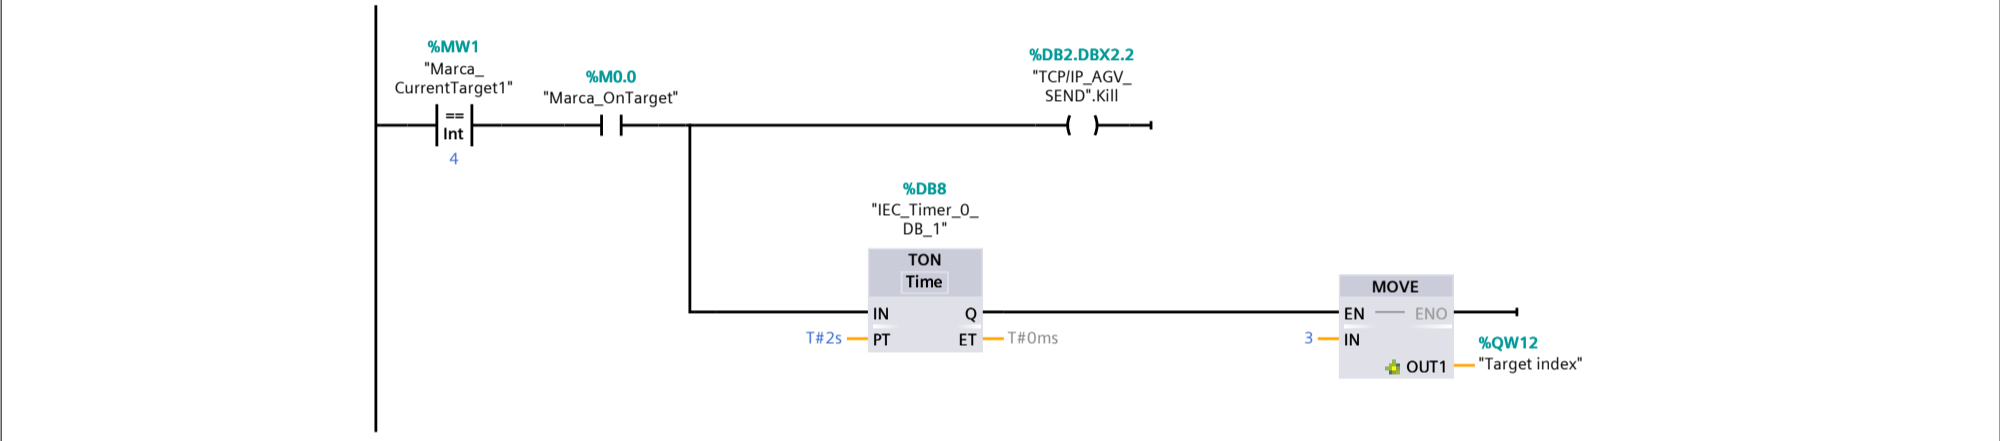 %MW1
"Marca_
CurrentTarget1"
==
Int
4
%M0.0
"Marca_OnTarget"
%DB2.DBX2.2
"TCP/IP_AGV_
SEND".Kill
%DB8
"IEC_Timer_0_
DB_1"
TON
Time
IN Q
T#2s PT ET T#0ms
MOVE
EN ENO
3 IN
OUT1
%QW12
"Target index"